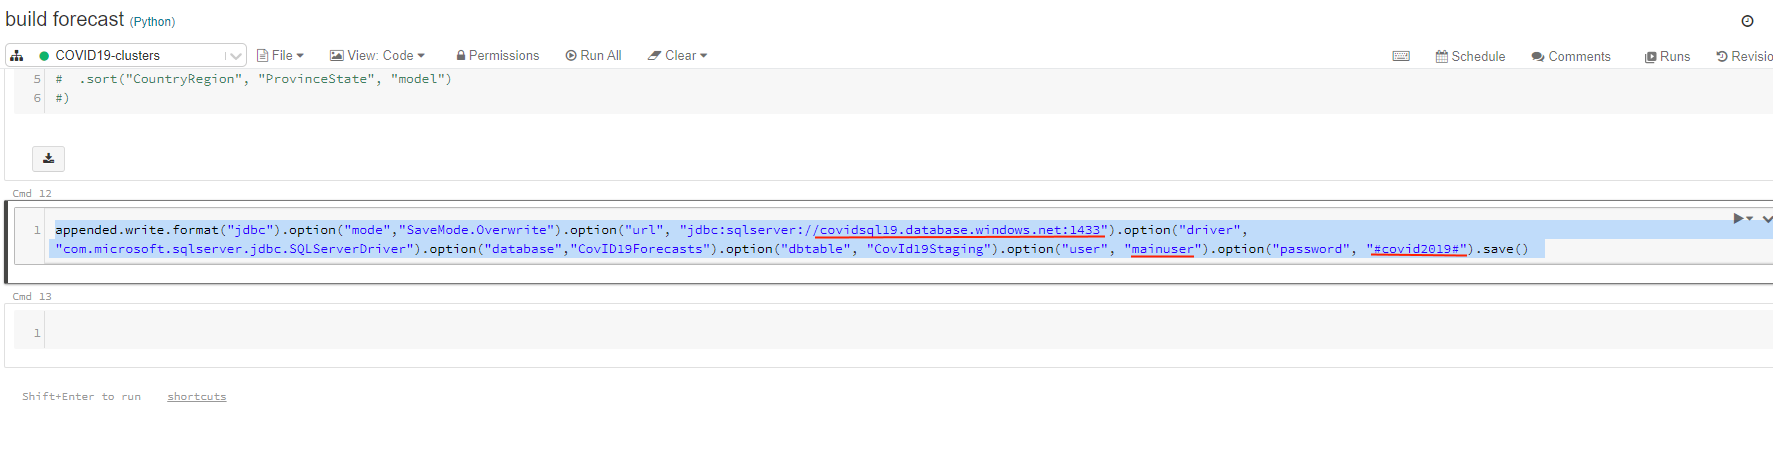 build forecast (Python)
COVID19-clusters File View: Code Permissions Run All Clear Schedule Comments Runs Revisio
5 # .sort("CountryRegion", "ProvinceState", "model")
6 #)
Cmd 12
1 appended.write.format("jdbc").option("mode","SaveMode.Overwrite").option("url", "jdbc:sqlserver://covidsql19.database.windows.net:1433").option("driver",
"com.microsoft.sqlserver.jdbc.SQLServerDriver").option("database","CovID19Forecasts").option("dbtable", "CovId19Staging").option("user", "mainuser").option("password", "#covid2019#").save()
Cmd 13
1
Shift+Enter to run shortcuts